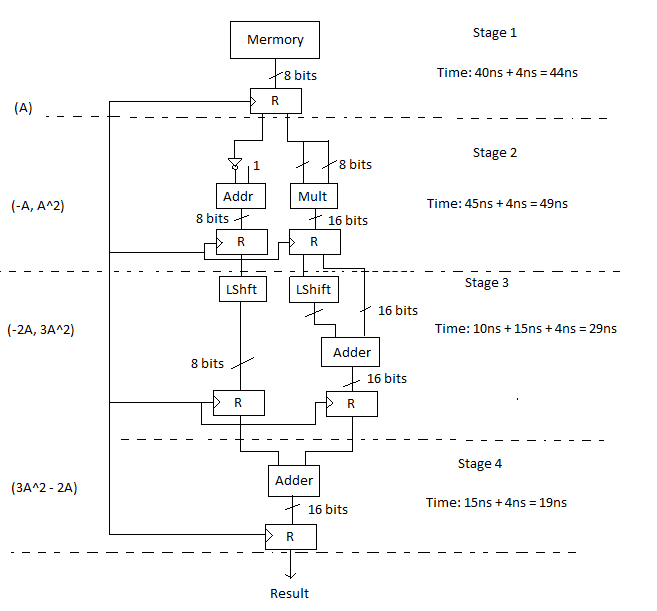 Mermory
Stage 1
8 bits
Time: 40ns + 4ns = 44ns
R
(A)
Stage 2
1
8 bits
Addr
Mult
(-A, A^2)
Time: 45ns + 4ns = 49ns
8 bits
16 bits
R
R
Stage 3
LShft
LShift
16 bits
(-2A, 3A^2)
Time: 10ns + 15ns + 4ns = 29ns
Adder
8 bits
16 bits
R
R
Stage 4
Adder
(3A^2 - 2A)
Time: 15ns + 4ns = 19ns
16 bits
R
Result